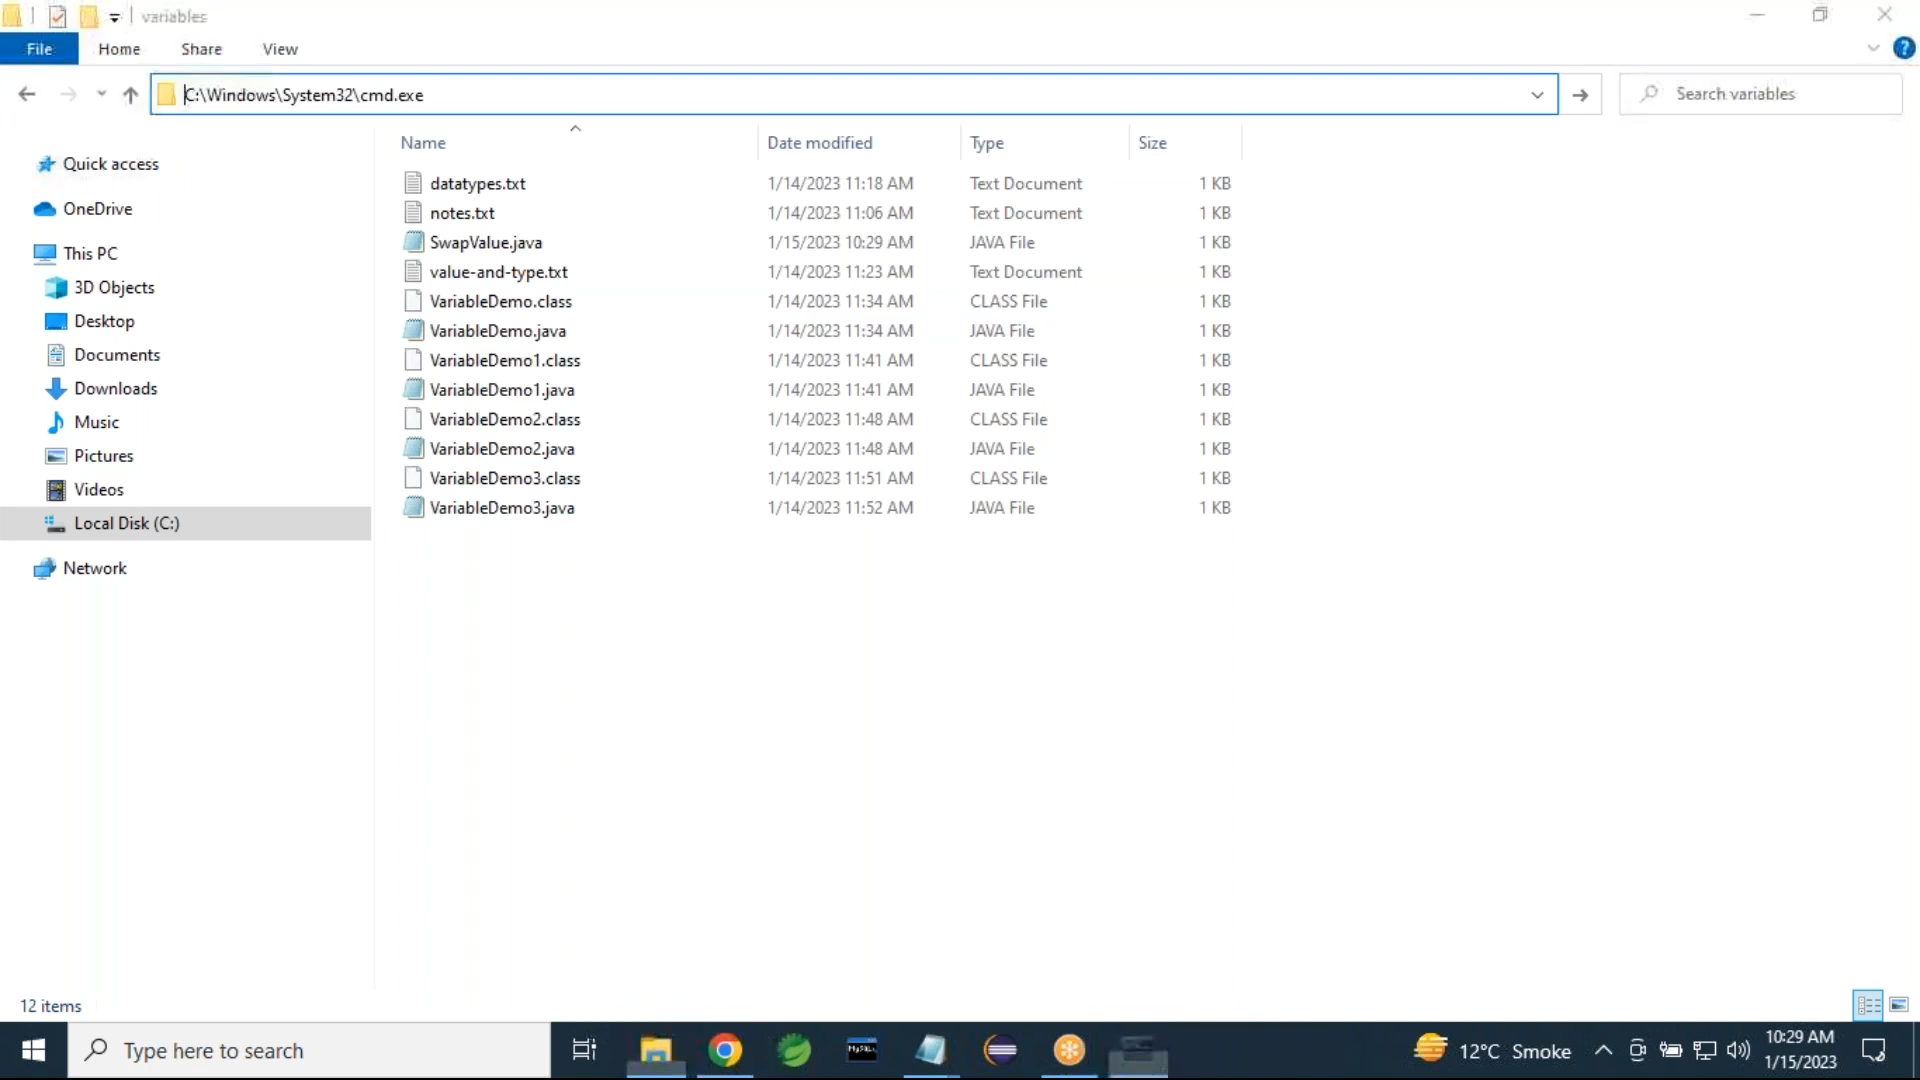 variables
File Home Share View
C:\Windows\System32\cmd.exe
Search variables
Name Date modified Type Size
Quick access
OneDrive
This PC
3D Objects
Desktop
Documents
Downloads
Music
Pictures
Videos
Local Disk (C:)
Network
datatypes.txt 1/14/2023 11:18 AM Text Document 1 KB
notes.txt 1/14/2023 11:06 AM Text Document 1 KB
SwapValue.java 1/15/2023 10:29 AM JAVA File 1 KB
value-and-type.txt 1/14/2023 11:23 AM Text Document 1 KB
VariableDemo.class 1/14/2023 11:34 AM CLASS File 1 KB
VariableDemo.java 1/14/2023 11:34 AM JAVA File 1 KB
VariableDemo1.class 1/14/2023 11:41 AM CLASS File 1 KB
VariableDemo1.java 1/14/2023 11:41 AM JAVA File 1 KB
VariableDemo2.class 1/14/2023 11:48 AM CLASS File 1 KB
VariableDemo2.java 1/14/2023 11:48 AM JAVA File 1 KB
VariableDemo3.class 1/14/2023 11:51 AM CLASS File 1 KB
VariableDemo3.java 1/14/2023 11:52 AM JAVA File 1 KB
12 items
Type here to search
12°C Smoke
10:29 AM
1/15/2023